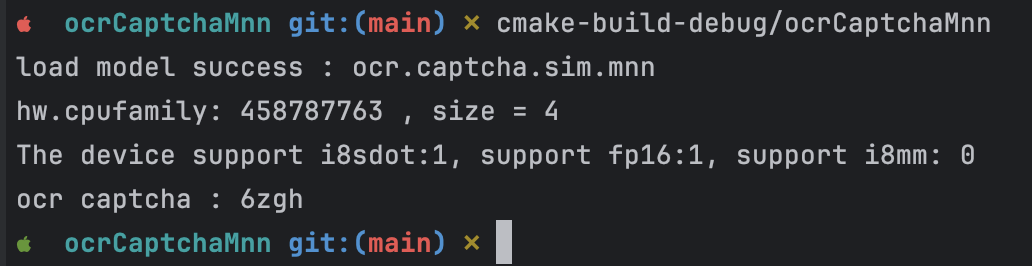 ocrCaptchaMnn git:(main) ✗ cmake-build-debug/ocrCaptchaMnn
load model success : ocr.captcha.sim.mnn
hw.cpufamily: 458787763 , size = 4
The device support i8sdot:1, support fp16:1, support i8mm: 0
ocr captcha : 6zgh
ocrCaptchaMnn git:(main) ✗